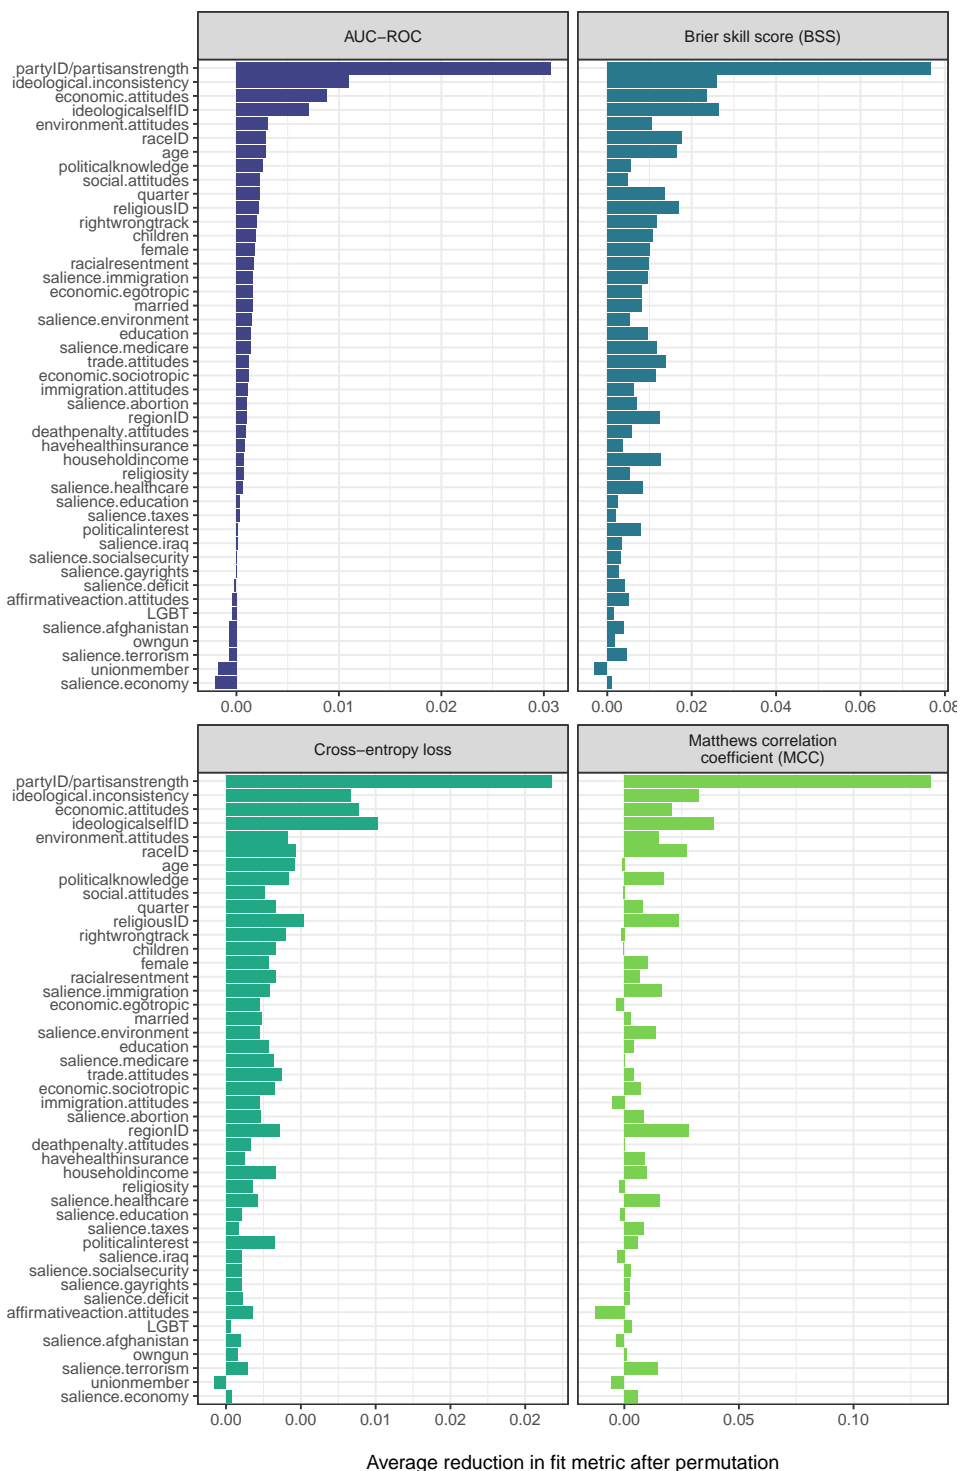 AUC−ROC
Brier skill score (BSS)
partyID/partisanstrength
ideological.inconsistency
economic.attitudes
ideologicalselfID
environment.attitudes
raceID
age
politicalknowledge
social.attitudes
quarter
religiousID
rightwrongtrack
children
female
racialresentment
salience.immigration
economic.egotropic
married
salience.environment
education
salience.medicare
trade.attitudes
economic.sociotropic
immigration.attitudes
salience.abortion
regionID
deathpenalty.attitudes
havehealthinsurance
householdincome
religiosity
salience.healthcare
salience.education
salience.taxes
politicalinterest
salience.iraq
salience.socialsecurity
salience.gayrights
salience.deficit
affirmativeaction.attitudes
LGBT
salience.afghanistan
owngun
salience.terrorism
unionmember
salience.economy
0.00 0.01 0.02 0.03 0.00 0.02 0.04 0.06 0.08
Cross−entropy loss
Matthews correlation
coefficient (MCC)
partyID/partisanstrength
ideological.inconsistency
economic.attitudes
ideologicalselfID
environment.attitudes
raceID
age
politicalknowledge
social.attitudes
quarter
religiousID
rightwrongtrack
children
female
racialresentment
salience.immigration
economic.egotropic
married
salience.environment
education
salience.medicare
trade.attitudes
economic.sociotropic
immigration.attitudes
salience.abortion
regionID
deathpenalty.attitudes
havehealthinsurance
householdincome
religiosity
salience.healthcare
salience.education
salience.taxes
politicalinterest
salience.iraq
salience.socialsecurity
salience.gayrights
salience.deficit
affirmativeaction.attitudes
LGBT
salience.afghanistan
owngun
salience.terrorism
unionmember
salience.economy
0.00 0.00 0.01 0.02 0.02 0.00 0.05 0.10
Average reduction in fit metric after permutation